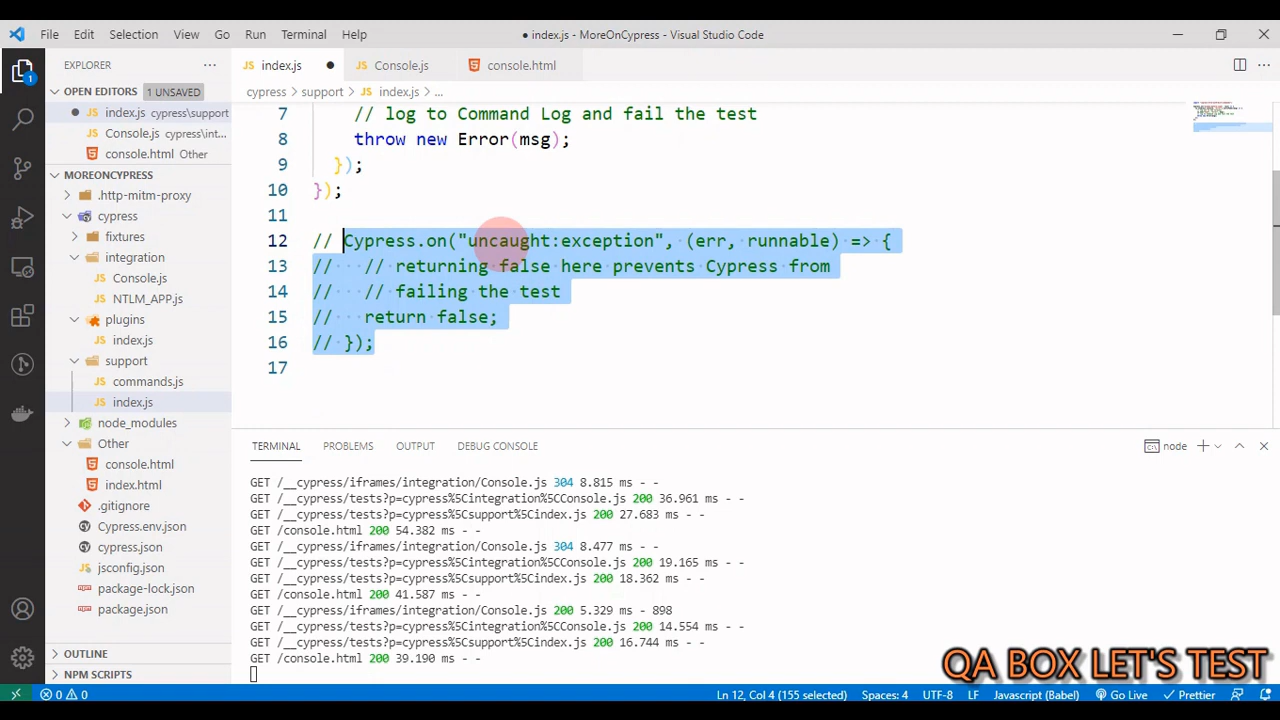 File Edit Selection View Go Run Terminal Help
● index.js - MoreOnCypress - Visual Studio Code
EXPLORER ···
JS index.js ●
JS Console.js
console.html
OPEN EDITORS 1 UNSAVED
● JS index.js cypress\support
JS Console.js cypress\int...
console.html Other
MOREONCYPRESS
.http-mitm-proxy
cypress
fixtures
integration
JS Console.js
JS NTLM_APP.js
plugins
JS index.js
support
JS commands.js
JS index.js
node_modules
Other
console.html
index.html
.gitignore
Cypress.env.json
cypress.json
jsconfig.json
package-lock.json
package.json
OUTLINE
NPM SCRIPTS
1
cypress > support > JS index.js > ...
7 // log to Command Log and fail the test
8 throw new Error(msg);
9 });
10 });
11
12 // Cypress.on("uncaught:exception", (err, runnable) => {
13 // // returning false here prevents Cypress from
14 // // failing the test
15 // return false;
16 // });
17
TERMINAL PROBLEMS OUTPUT DEBUG CONSOLE
node
GET /__cypress/iframes/integration/Console.js 304 8.815 ms - -
GET /__cypress/tests?p=cypress%5Cintegration%5CConsole.js 200 36.961 ms - -
GET /__cypress/tests?p=cypress%5Csupport%5Cindex.js 200 27.683 ms - -
GET /console.html 200 54.382 ms - -
GET /__cypress/iframes/integration/Console.js 304 8.477 ms - -
GET /__cypress/tests?p=cypress%5Cintegration%5CConsole.js 200 19.165 ms - -
GET /__cypress/tests?p=cypress%5Csupport%5Cindex.js 200 18.362 ms - -
GET /console.html 200 41.587 ms - -
GET /__cypress/iframes/integration/Console.js 200 5.329 ms - 898
GET /__cypress/tests?p=cypress%5Cintegration%5CConsole.js 200 14.554 ms - -
GET /__cypress/tests?p=cypress%5Csupport%5Cindex.js 200 16.744 ms - -
GET /console.html 200 39.190 ms - -
QA BOX LET'S TEST
0 0
Ln 12, Col 4 (155 selected) Spaces: 4 UTF-8 LF Javascript (Babel) Go Live Prettier